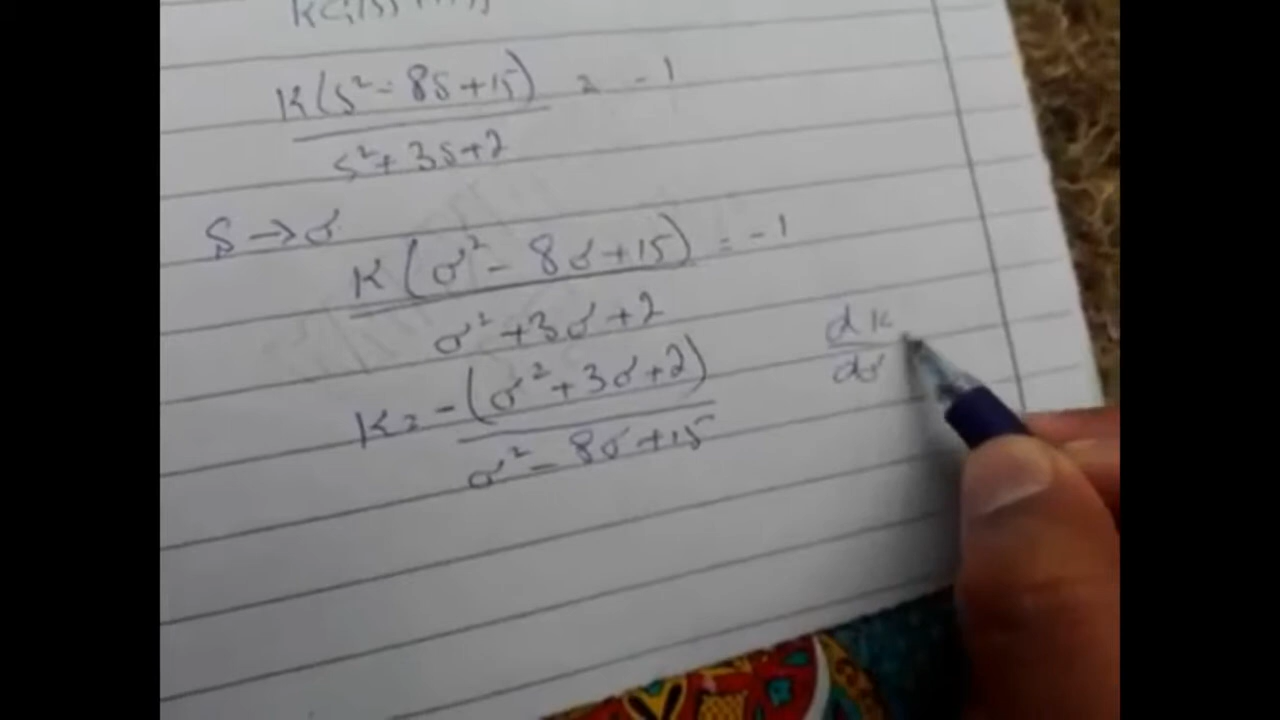 K(s² - 8s+15) = -1
s²+ 3s+2
s → σ
K(σ² - 8σ+15) = -1
σ² +3σ+2
K = -(σ²+3σ+2)
σ² - 8σ+15
dK
dσ